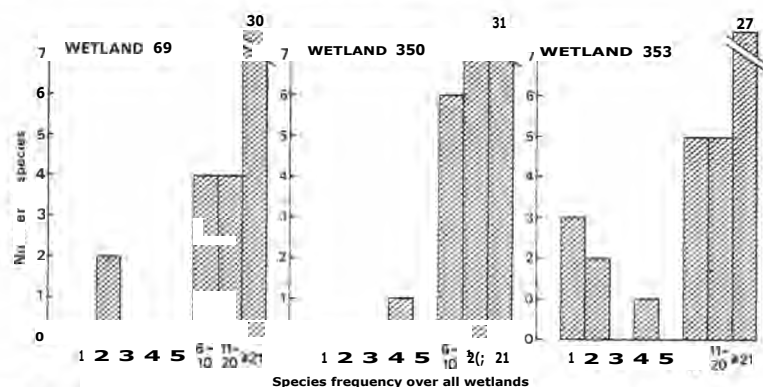 30
31
27
7 WETLAND 69
7 WETLAND 350
7 WETLAND 353
6
5
4
3
2
1
0
species
6
5
4
3
2
1
6
5
4
3
2
0
1 2 3 4 5 6-10 11-20 ≥21
1 2 3 4 5 6-10 21
1 2 3 4 5 11-20 ≥21
Species frequency over all wetlands